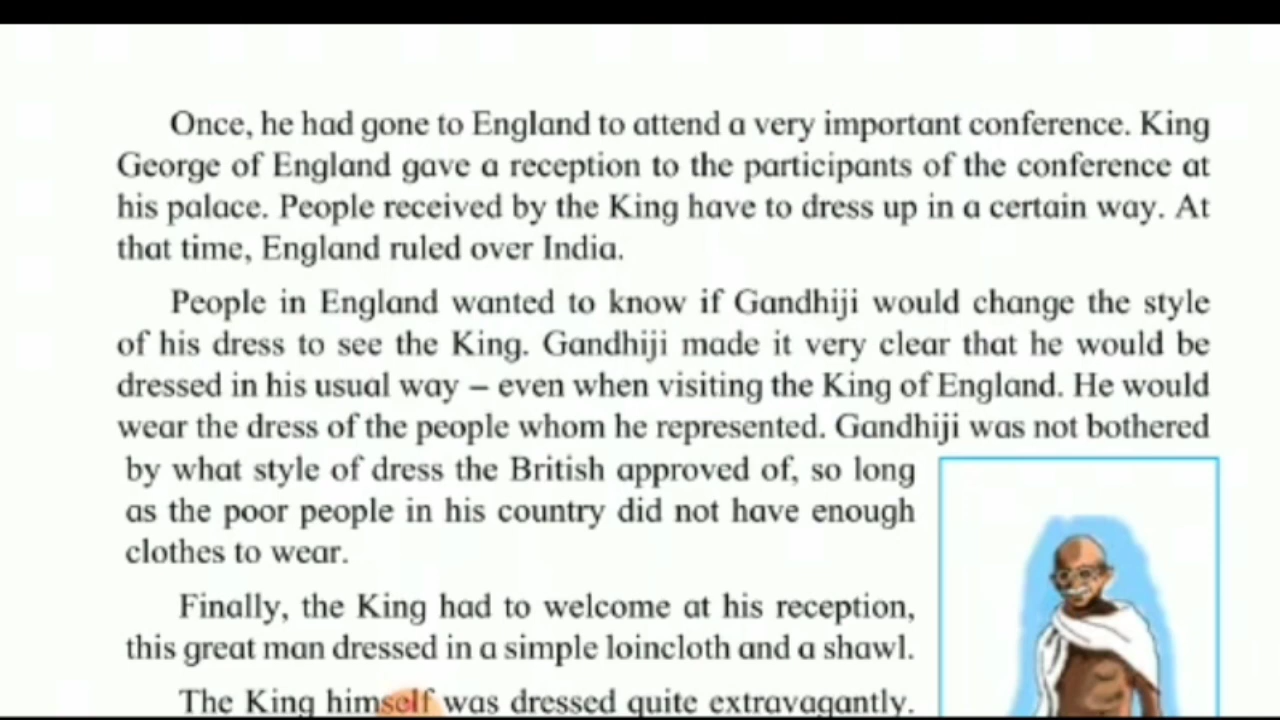 Once, he had gone to England to attend a very important conference. King
George of England gave a reception to the participants of the conference at
his palace. People received by the King have to dress up in a certain way. At
that time, England ruled over India.
People in England wanted to know if Gandhiji would change the style
of his dress to see the King. Gandhiji made it very clear that he would be
dressed in his usual way – even when visiting the King of England. He would
wear the dress of the people whom he represented. Gandhiji was not bothered
by what style of dress the British approved of, so long
as the poor people in his country did not have enough
clothes to wear.
Finally, the King had to welcome at his reception,
this great man dressed in a simple loincloth and a shawl.
The King himself was dressed quite extravagantly.